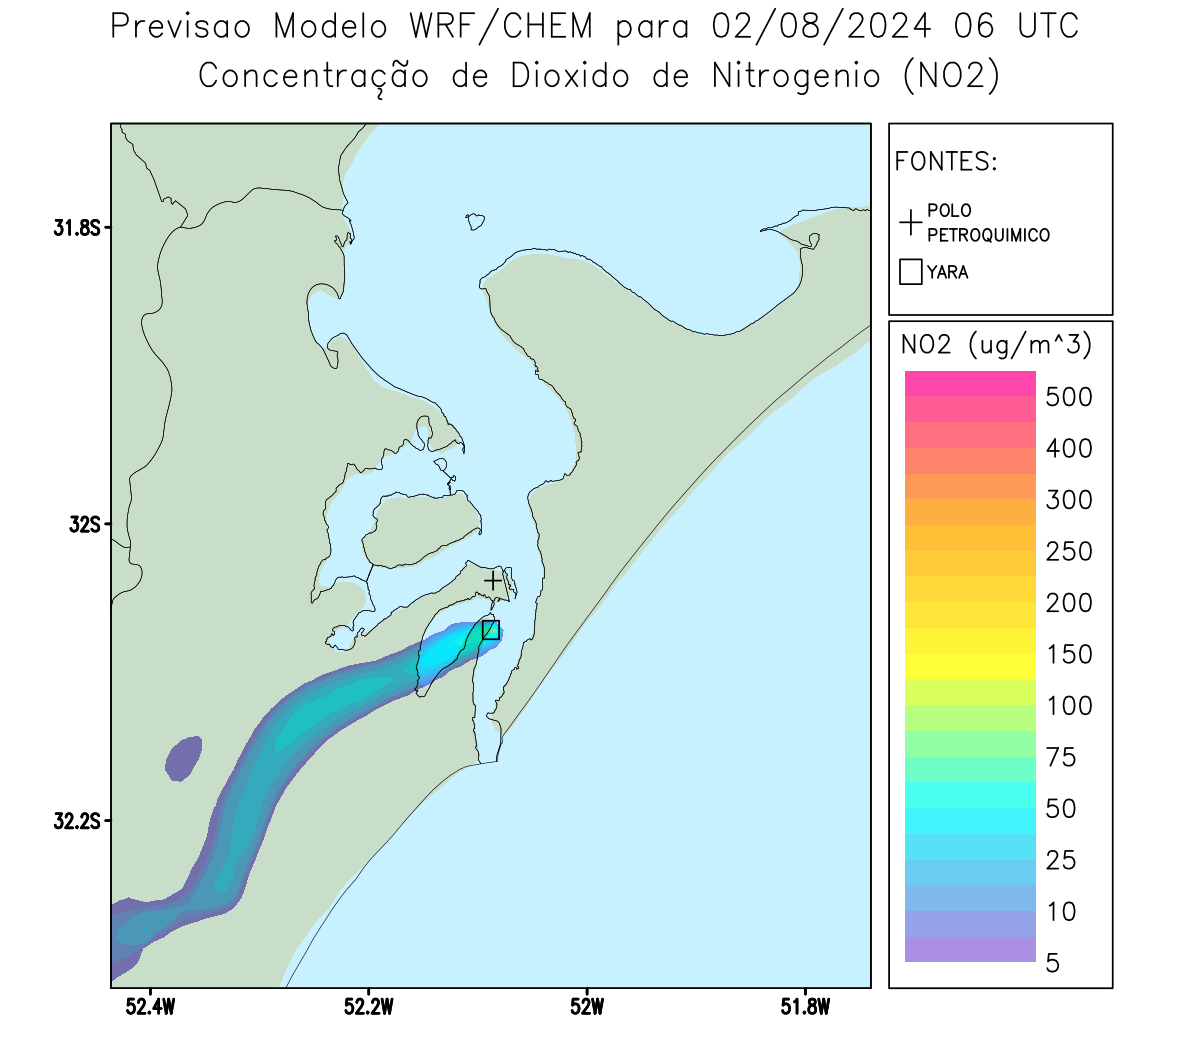 Previsao Modelo WRF/CHEM para 02/08/2024 06 UTC
Concentração de Dioxido de Nitrogenio (NO2)
FONTES:
POLO
PETROQUIMICO
YARA
NO2 (ug/m^3)
500
400
300
250
200
150
100
75
50
25
10
5
31.8S
32S
32.2S
52.4W
52.2W
52W
51.8W